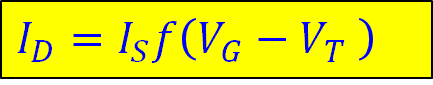 I_D = I_S f(V_G − V_T)